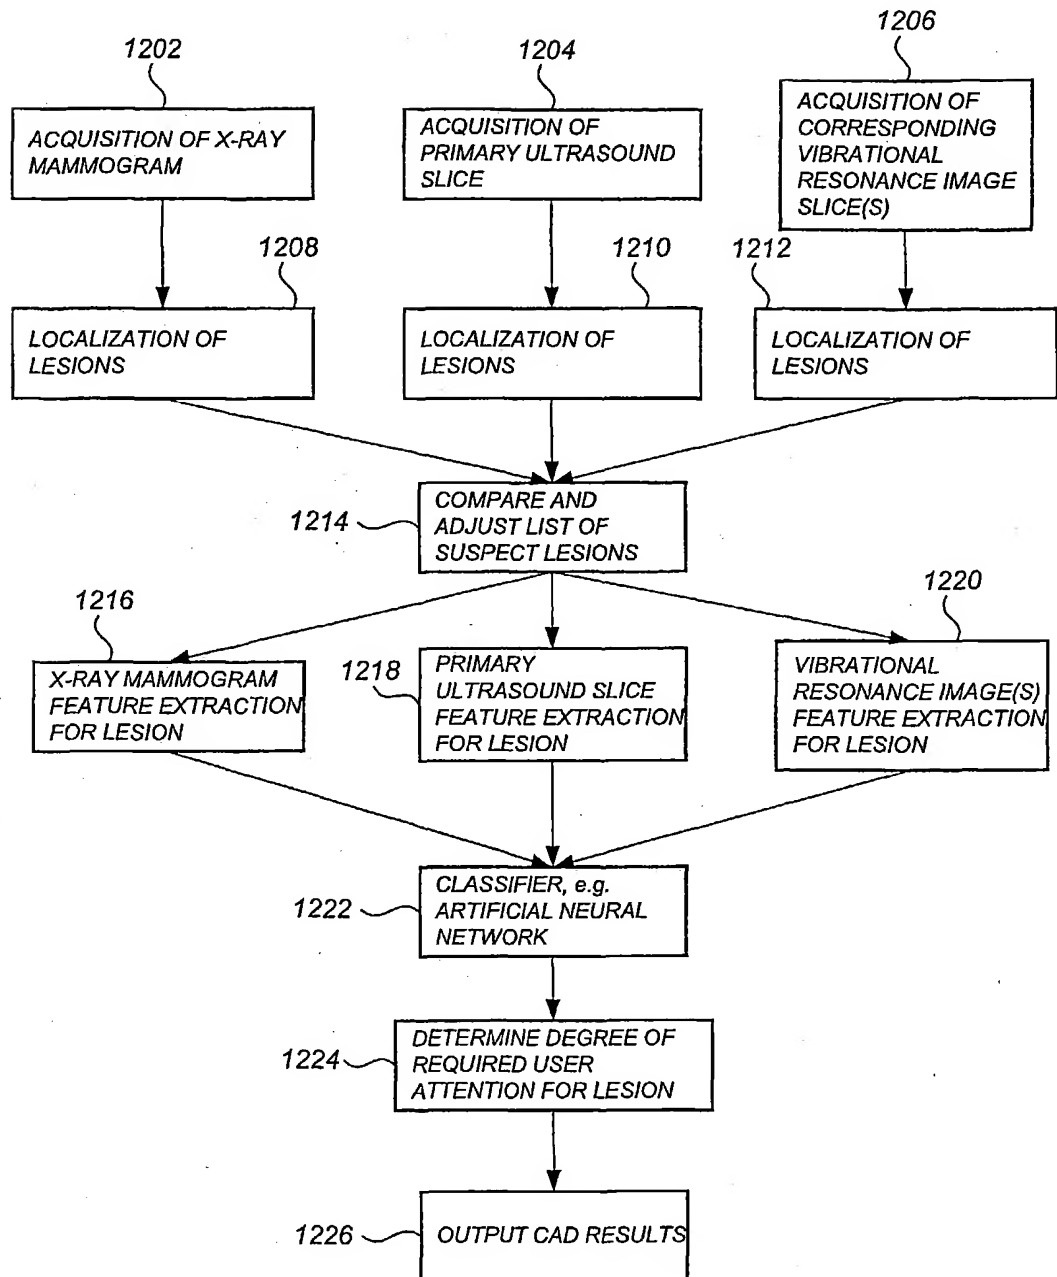 1202
1204
1206
ACQUISITION OF X-RAY
MAMMOGRAM
ACQUISITION OF
PRIMARY ULTRASOUND
SLICE
ACQUISITION OF
CORRESPONDING
VIBRATIONAL
RESONANCE IMAGE
SLICE(S)
1208
1210
1212
LOCALIZATION OF
LESIONS
LOCALIZATION OF
LESIONS
LOCALIZATION OF
LESIONS
1214
COMPARE AND
ADJUST LIST OF
SUSPECT LESIONS
1216
1218
1220
X-RAY MAMMOGRAM
FEATURE EXTRACTION
FOR LESION
PRIMARY
ULTRASOUND SLICE
FEATURE EXTRACTION
FOR LESION
VIBRATIONAL
RESONANCE IMAGE(S)
FEATURE EXTRACTION
FOR LESION
1222
CLASSIFIER, e.g.
ARTIFICIAL NEURAL
NETWORK
1224
DETERMINE DEGREE OF
REQUIRED USER
ATTENTION FOR LESION
1226
OUTPUT CAD RESULTS